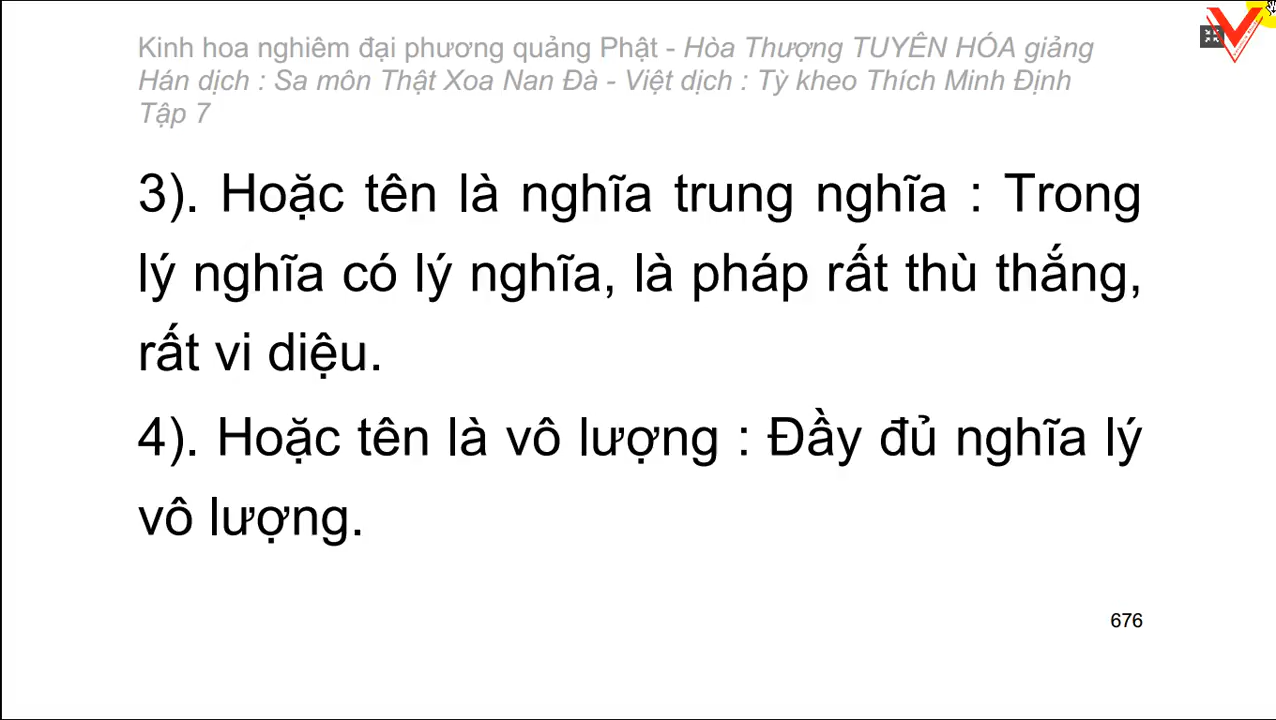 Kinh hoa nghiêm đại phương quảng Phật - Hòa Thượng TUYÊN HÓA giảng
Hán dịch : Sa môn Thật Xoa Nan Đà - Việt dịch : Tỳ kheo Thích Minh Định
Tập 7
3). Hoặc tên là nghĩa trung nghĩa : Trong
lý nghĩa có lý nghĩa, là pháp rất thù thắng,
rất vi diệu.
4). Hoặc tên là vô lượng : Đầy đủ nghĩa lý
vô lượng.
676